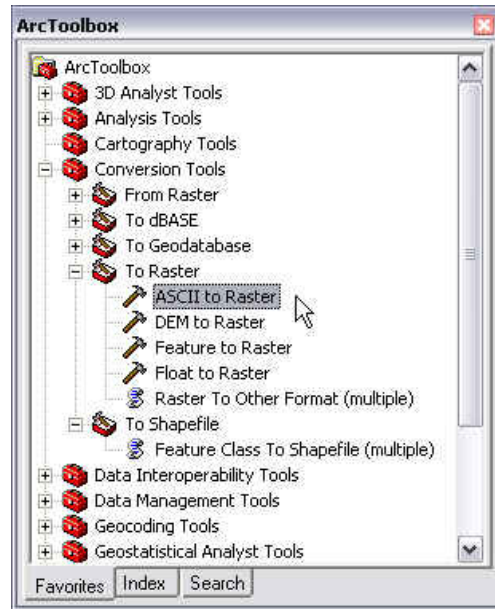 ArcToolbox
ArcToolbox
3D Analyst Tools
Analysis Tools
Cartography Tools
Conversion Tools
From Raster
To dBASE
To Geodatabase
To Raster
ASCII to Raster
DEM to Raster
Feature to Raster
Float to Raster
Raster To Other Format (multiple)
To Shapefile
Feature Class To Shapefile (multiple)
Data Interoperability Tools
Data Management Tools
Geocoding Tools
Geostatistical Analyst Tools
Favorites Index Search